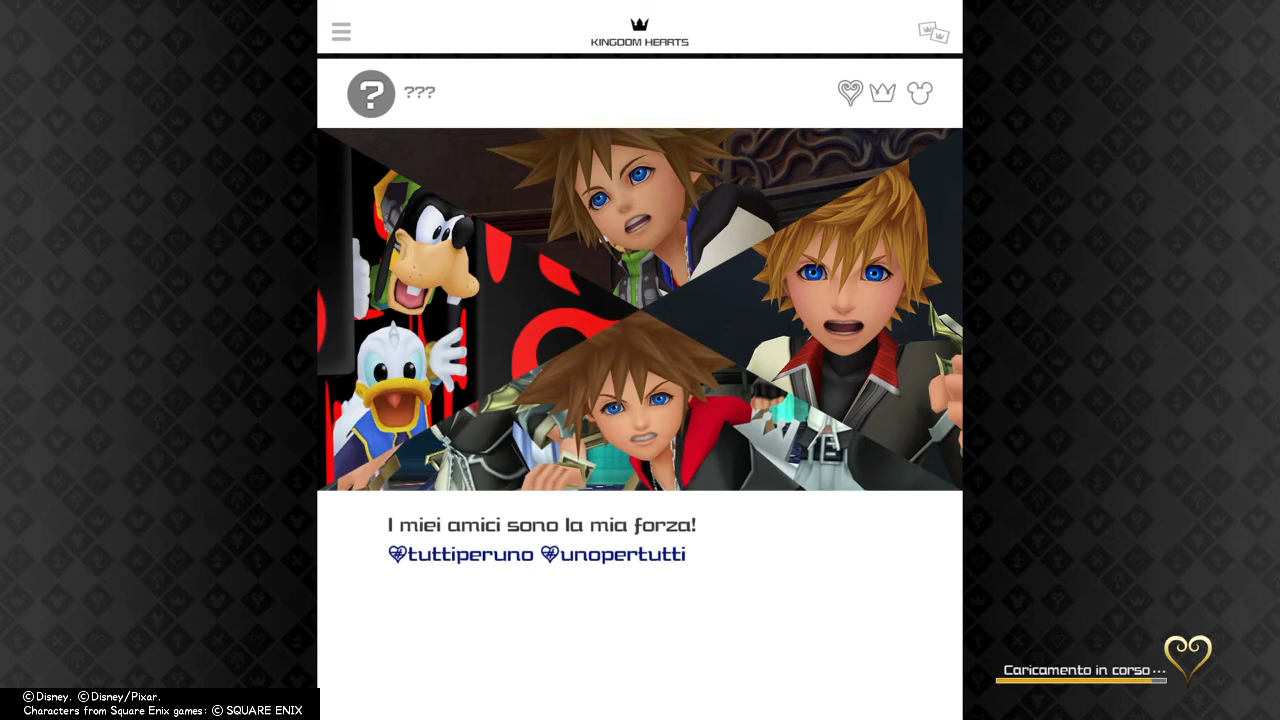 KINGDOM HEARTS
???
I miei amici sono la mia forza!
#tuttiperuno #unopertutti
Caricamento in corso...
©Disney. ©Disney/Pixar.
Characters from Square Enix games: © SQUARE ENIX